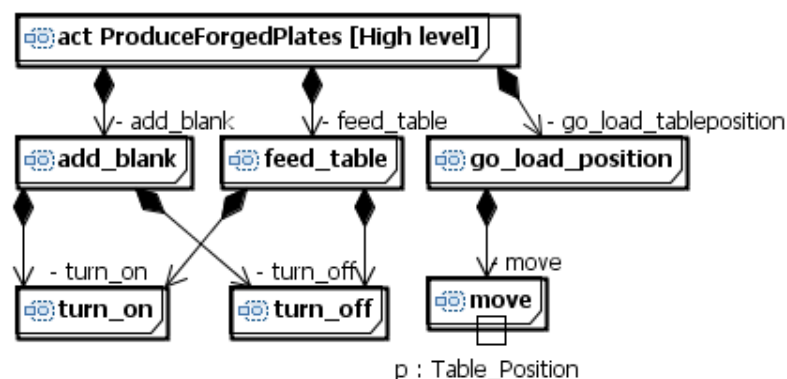 act ProduceForgedPlates [High level]
- add_blank
- feed_table
- go_load_tableposition
add_blank
feed_table
go_load_position
- turn_on
- turn_off
- move
turn_on
turn_off
move
p : Table_Position